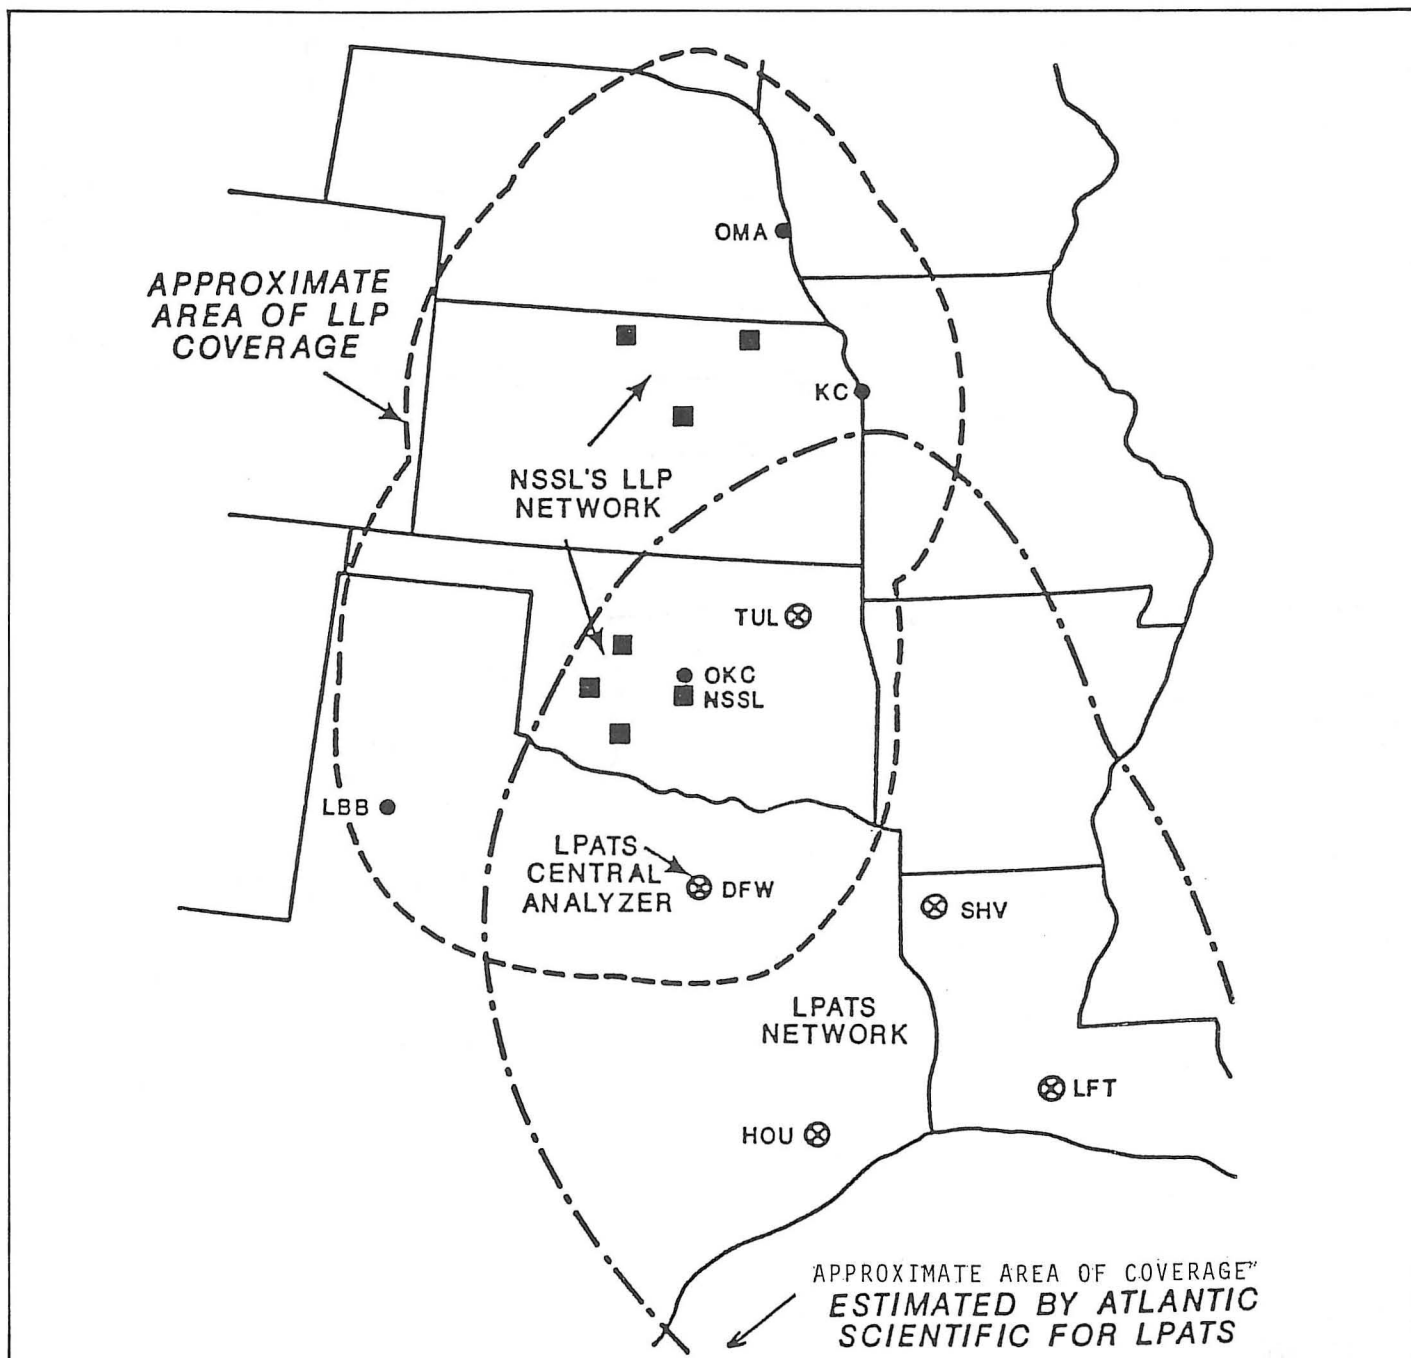 OMA
APPROXIMATE
AREA OF LLP
COVERAGE
KC
NSSL'S LLP
NETWORK
TUL
OKC
NSSL
LBB
LPATS
CENTRAL
ANALYZER
DFW
SHV
LPATS
NETWORK
LFT
HOU
"APPROXIMATE AREA OF COVERAGE"
ESTIMATED BY ATLANTIC
SCIENTIFIC FOR LPATS